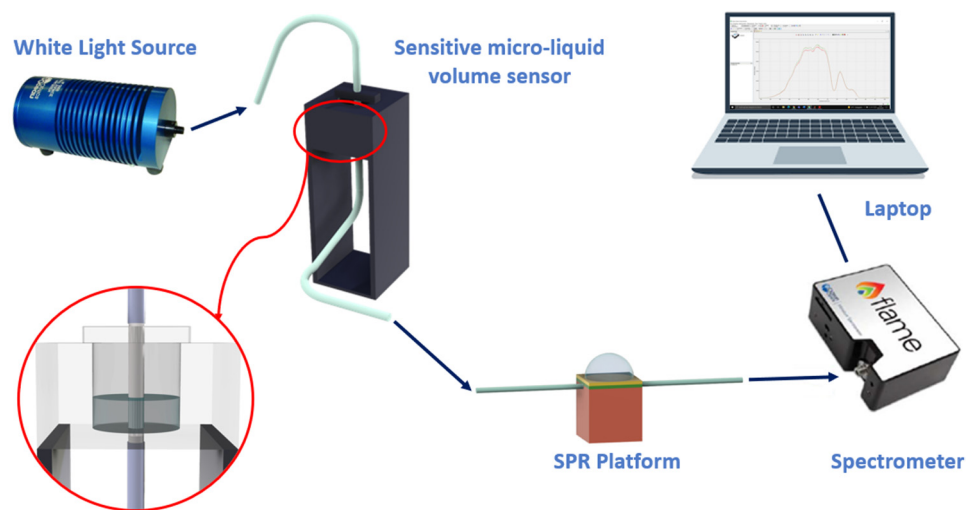 White Light Source
Sensitive micro-liquid
volume sensor
Laptop
flame
SPR Platform
Spectrometer